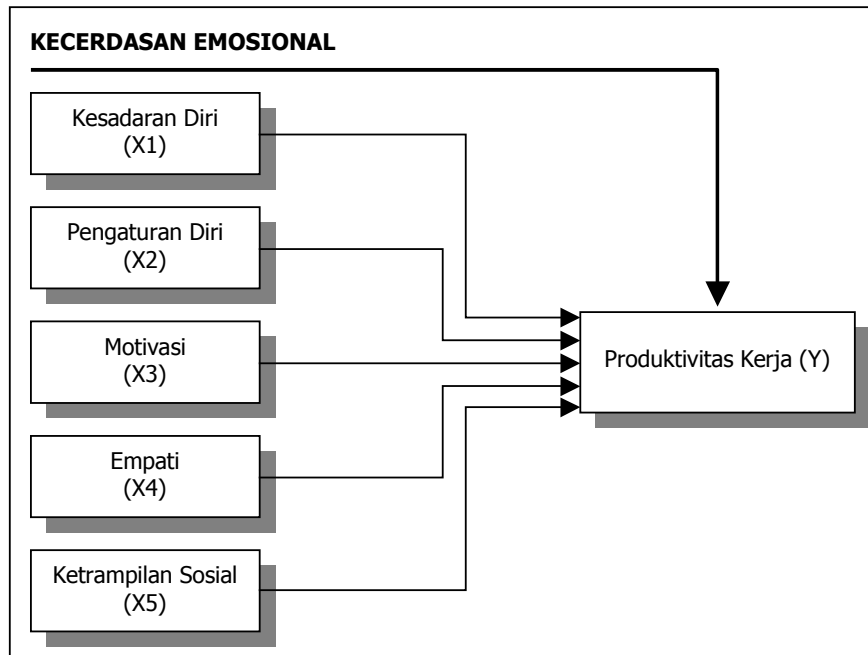 KECERDASAN EMOSIONAL
Kesadaran Diri
(X1)
Pengaturan Diri
(X2)
Motivasi
(X3)
Empati
(X4)
Ketrampilan Sosial
(X5)
Produktivitas Kerja (Y)